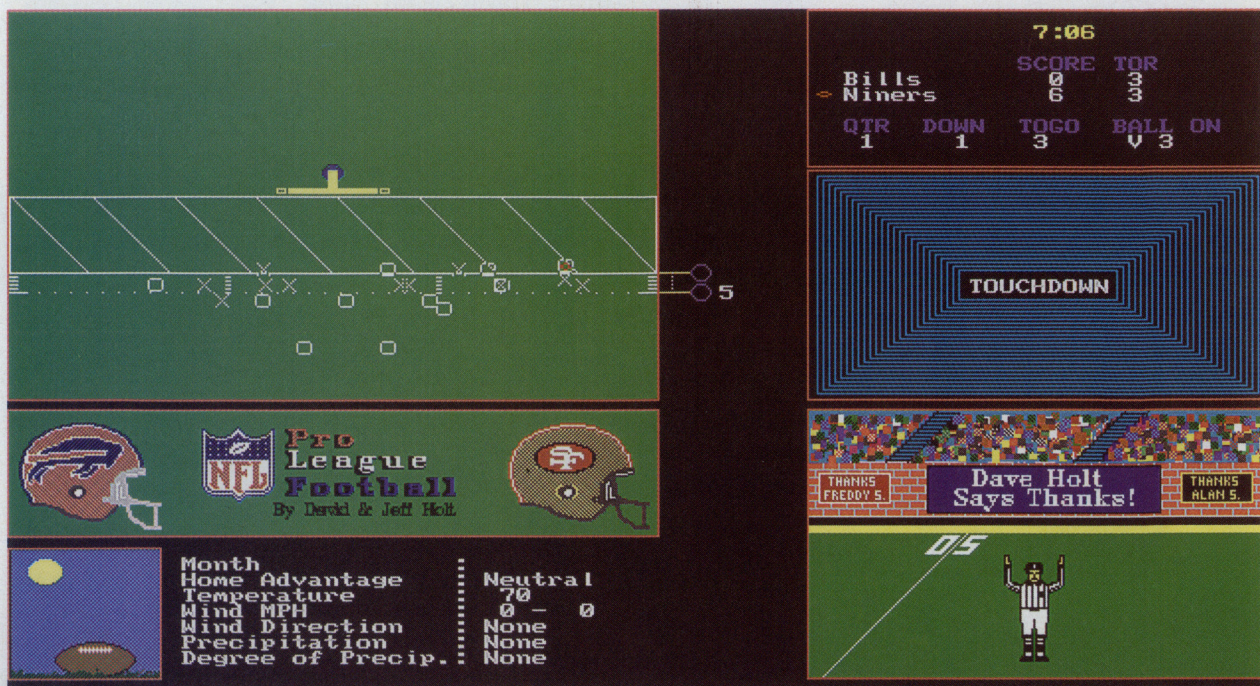 7:06
SCORE TOR
Bills 0 3
Niners 6 3
QTR DOWN TOGO BALL ON
1 1 3 V 3
5
TOUCHDOWN
NFL
Pro
League
Football
By David & Jeff Holt
SF
THANKS
FREDDY S.
Dave Holt
Says Thanks!
THANKS
ALAN S.
05
Month :
Home Advantage : Neutral
Temperature : 70
Wind MPH : 0 - 0
Wind Direction : None
Precipitation : None
Degree of Precip. : None